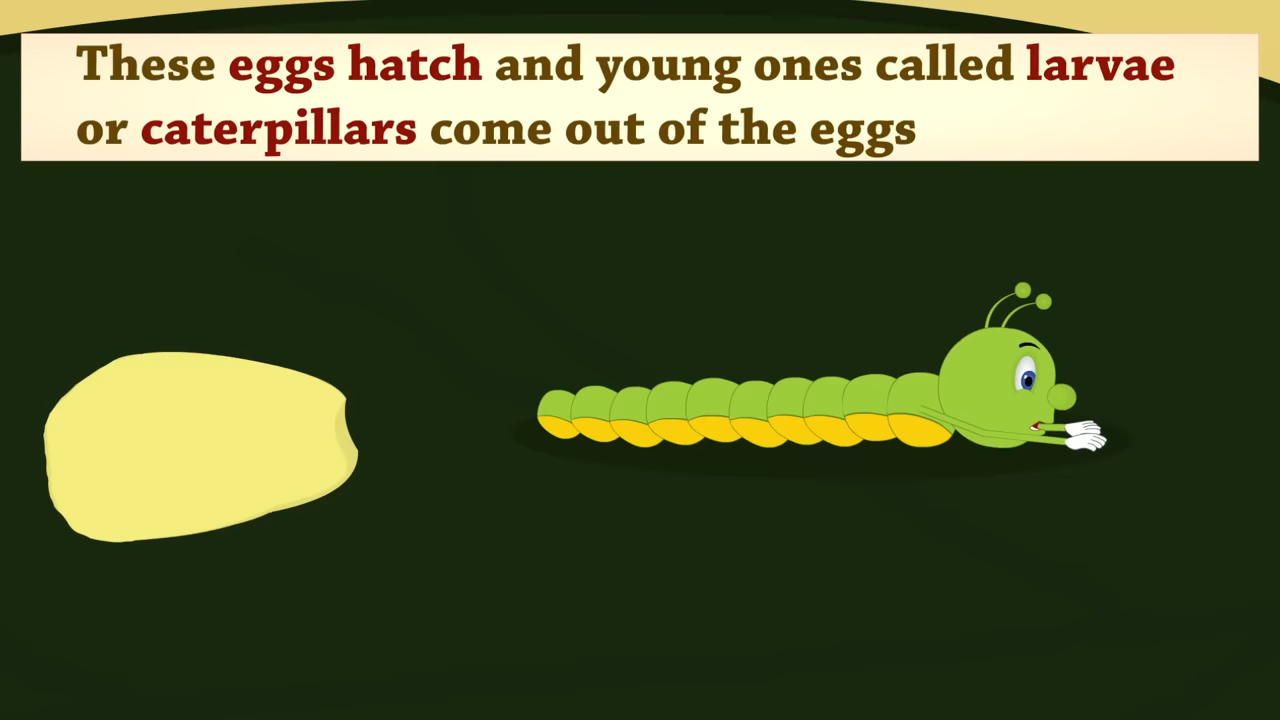 These eggs hatch and young ones called larvae
or caterpillars come out of the eggs